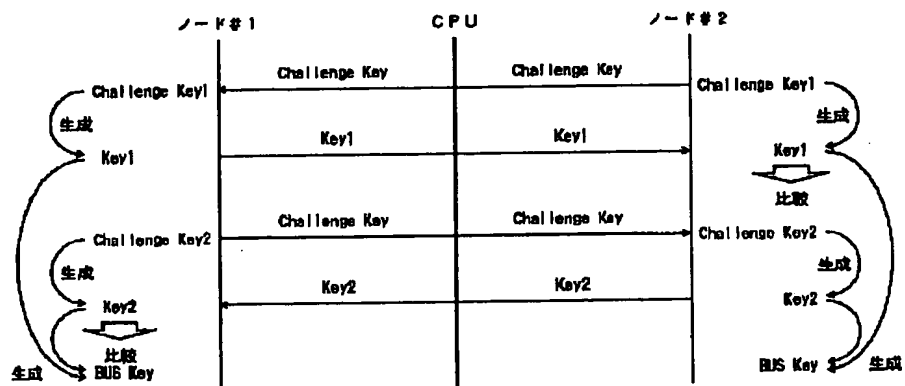 ノード#1 CPU ノード#2
Challenge Key Challenge Key
Challenge Key1 Challenge Key1
生成 生成
Key1 Key1
Key1 Key1
比較
Challenge Key Challenge Key
Challenge Key2 Challenge Key2
生成 生成
Key2 Key2
Key2 Key2
比較
生成 BUS Key BUS Key 生成